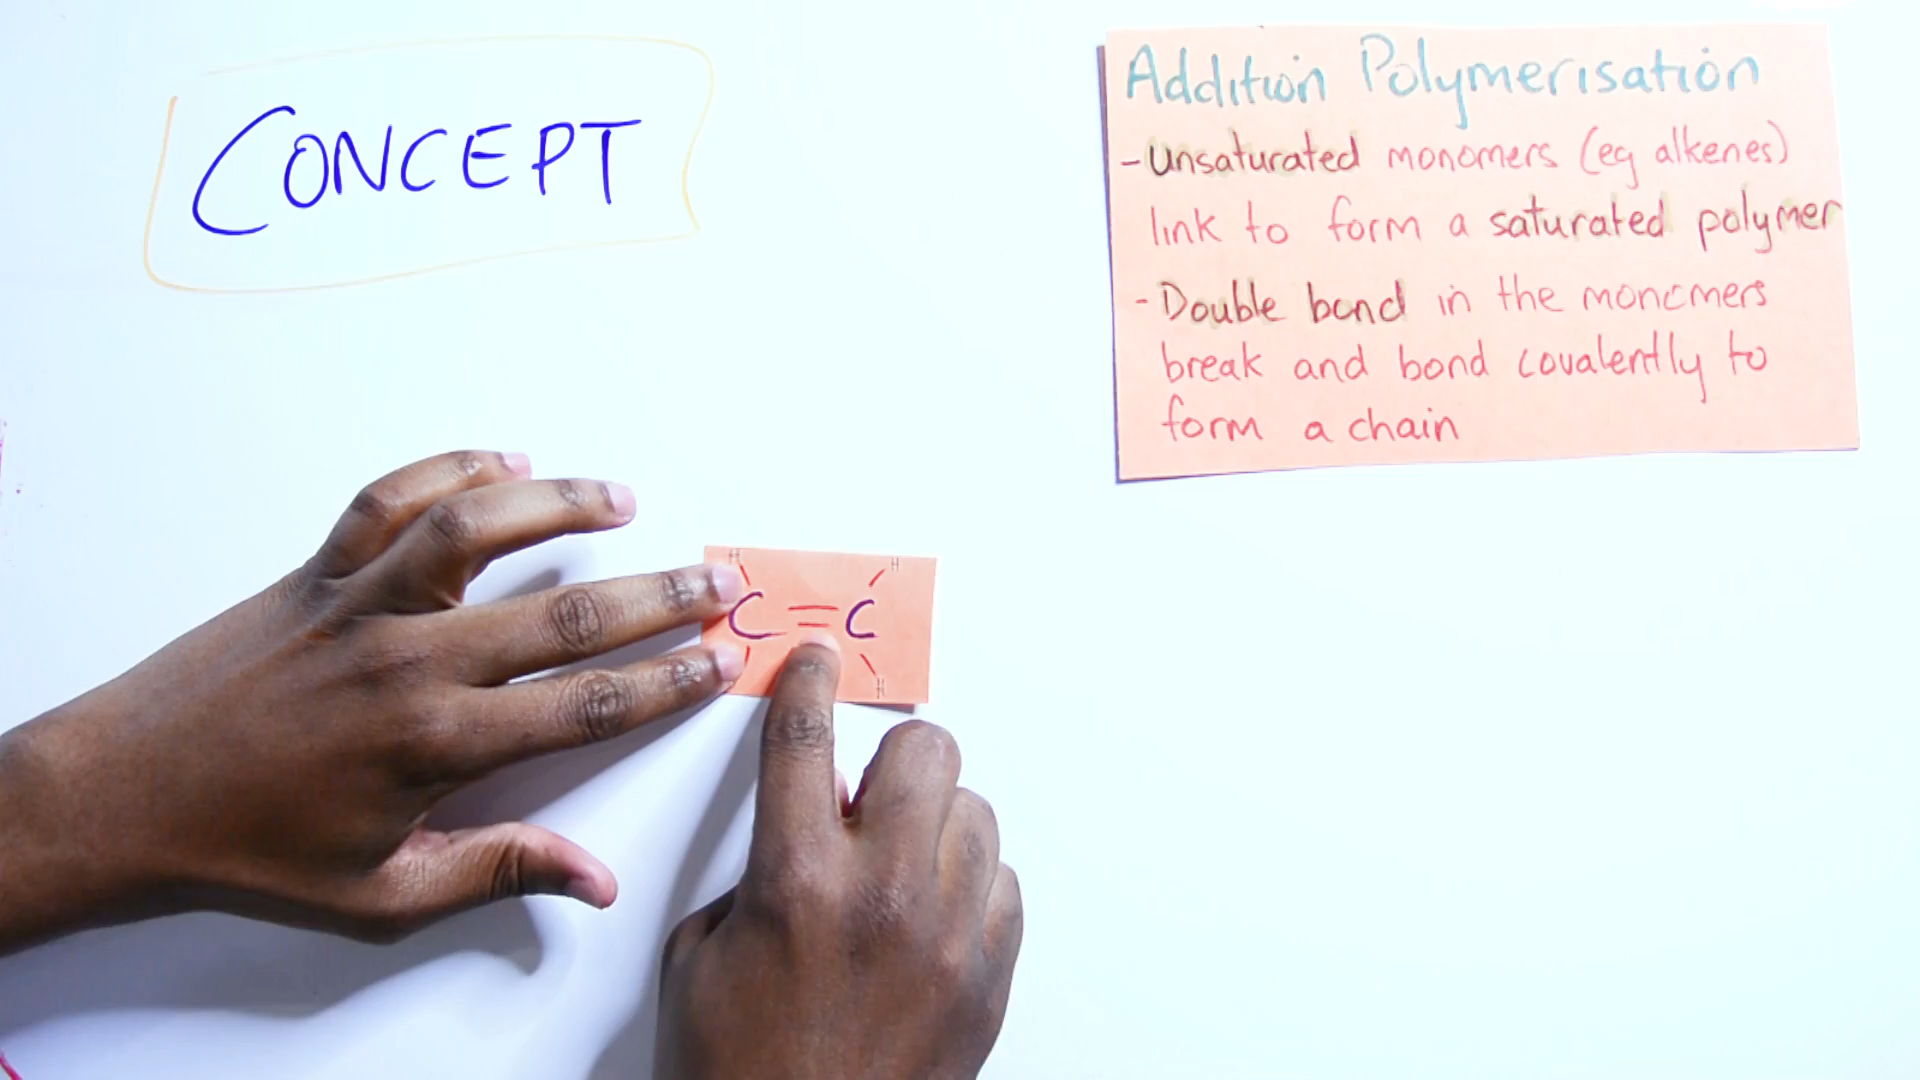 CONCEPT
Addition Polymerisation
- Unsaturated monomers (eg alkenes)
link to form a saturated polymer
- Double bond in the monomers
break and bond covalently to
form a chain
H H
C = C
H